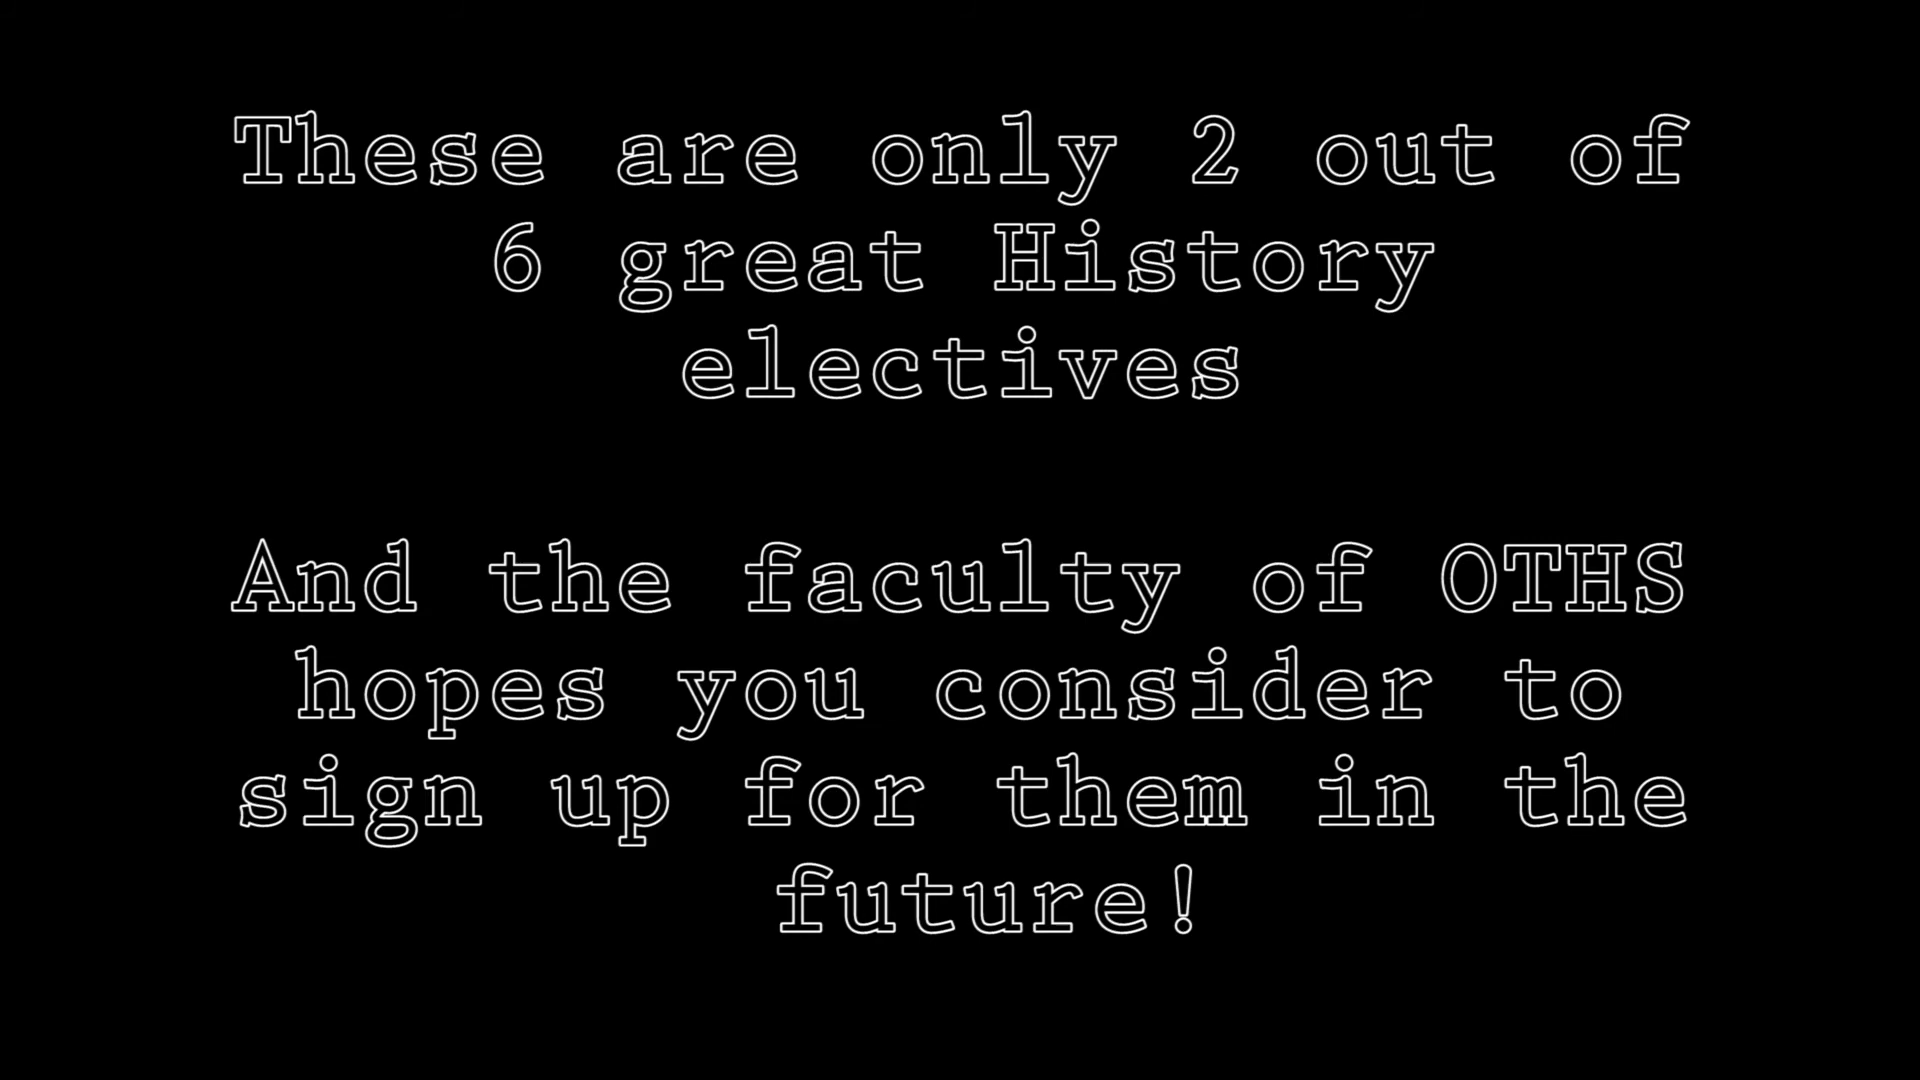 These are only 2 out of
6 great History
electives
And the faculty of OTHS
hopes you consider to
sign up for them in the
future!